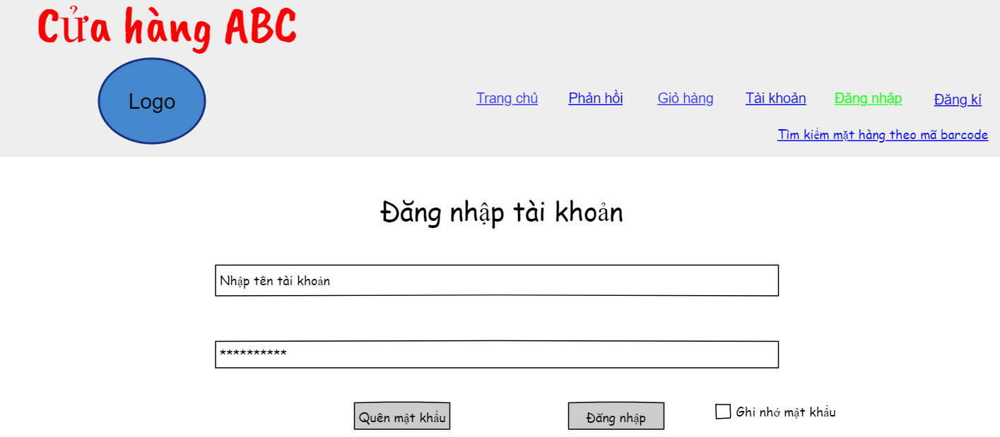 Cửa hàng ABC
Logo
Trang chủ Phản hồi Giỏ hàng Tài khoản Đăng nhập Đăng kí
Tìm kiếm mặt hàng theo mã barcode
Đăng nhập tài khoản
Nhập tên tài khoản
**********
Quên mật khẩu Đăng nhập Ghi nhớ mật khẩu